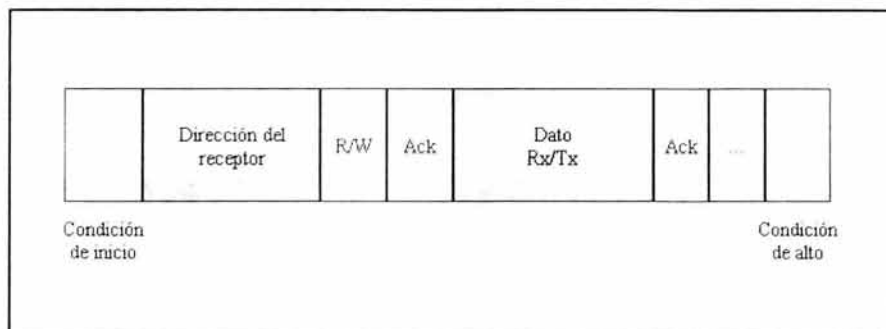 Dirección del
receptor
R/W
Ack
Dato
Rx/Tx
Ack
...
Condición
de inicio
Condición
de alto